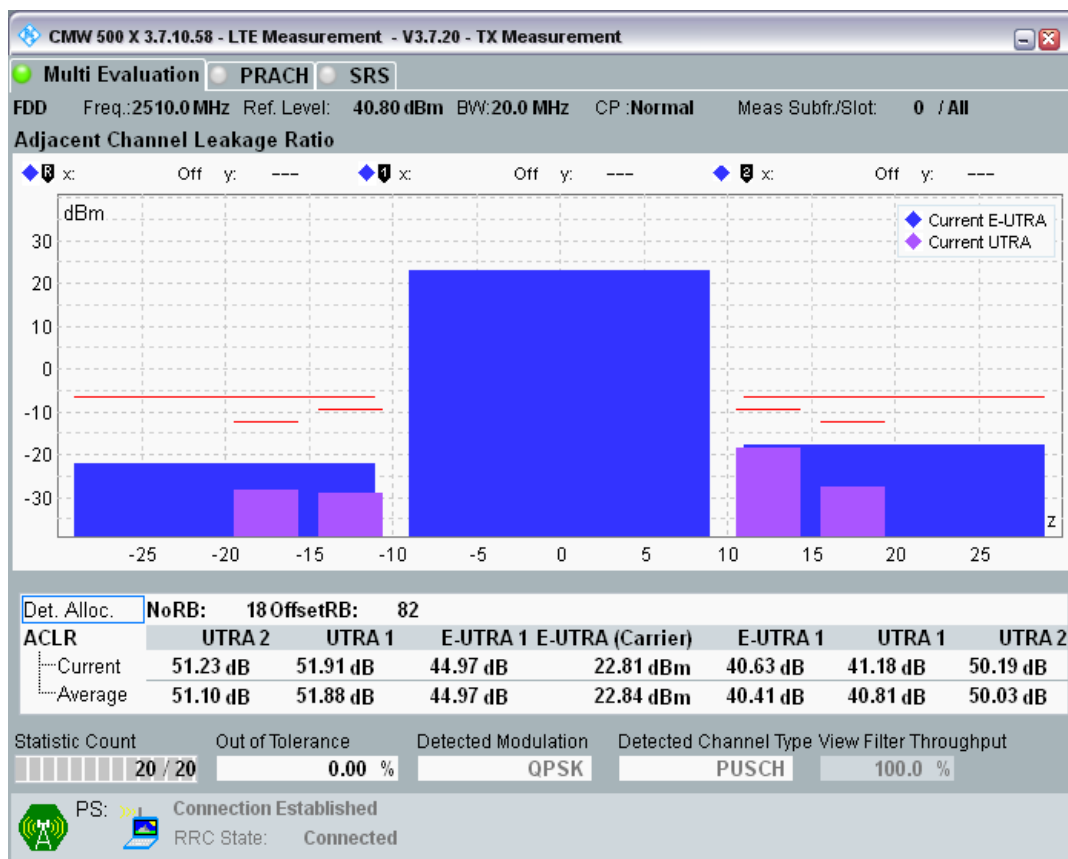 CMW 500 X 3.7.10.58 - LTE Measurement - V3.7.20 - TX Measurement
Multi Evaluation PRACH SRS
FDD Freq.:2510.0 MHz Ref. Level: 40.80 dBm BW:20.0 MHz CP :Normal Meas Subfr./Slot: 0 / All
Adjacent Channel Leakage Ratio
R x: Off y: --- 1 x: Off y: --- 2 x: Off y: ---
dBm
Current E-UTRA
Current UTRA
30
20
10
0
-10
-20
-30
z
-25 -20 -15 -10 -5 0 5 10 15 20 25
Det. Alloc. NoRB: 18 OffsetRB: 82
ACLR UTRA 2 UTRA 1 E-UTRA 1 E-UTRA (Carrier) E-UTRA 1 UTRA 1 UTRA 2
Current 51.23 dB 51.91 dB 44.97 dB 22.81 dBm 40.63 dB 41.18 dB 50.19 dB
Average 51.10 dB 51.88 dB 44.97 dB 22.84 dBm 40.41 dB 40.81 dB 50.03 dB
Statistic Count Out of Tolerance Detected Modulation Detected Channel Type View Filter Throughput
20 / 20 0.00 % QPSK PUSCH 100.0 %
PS: Connection Established
RRC State: Connected